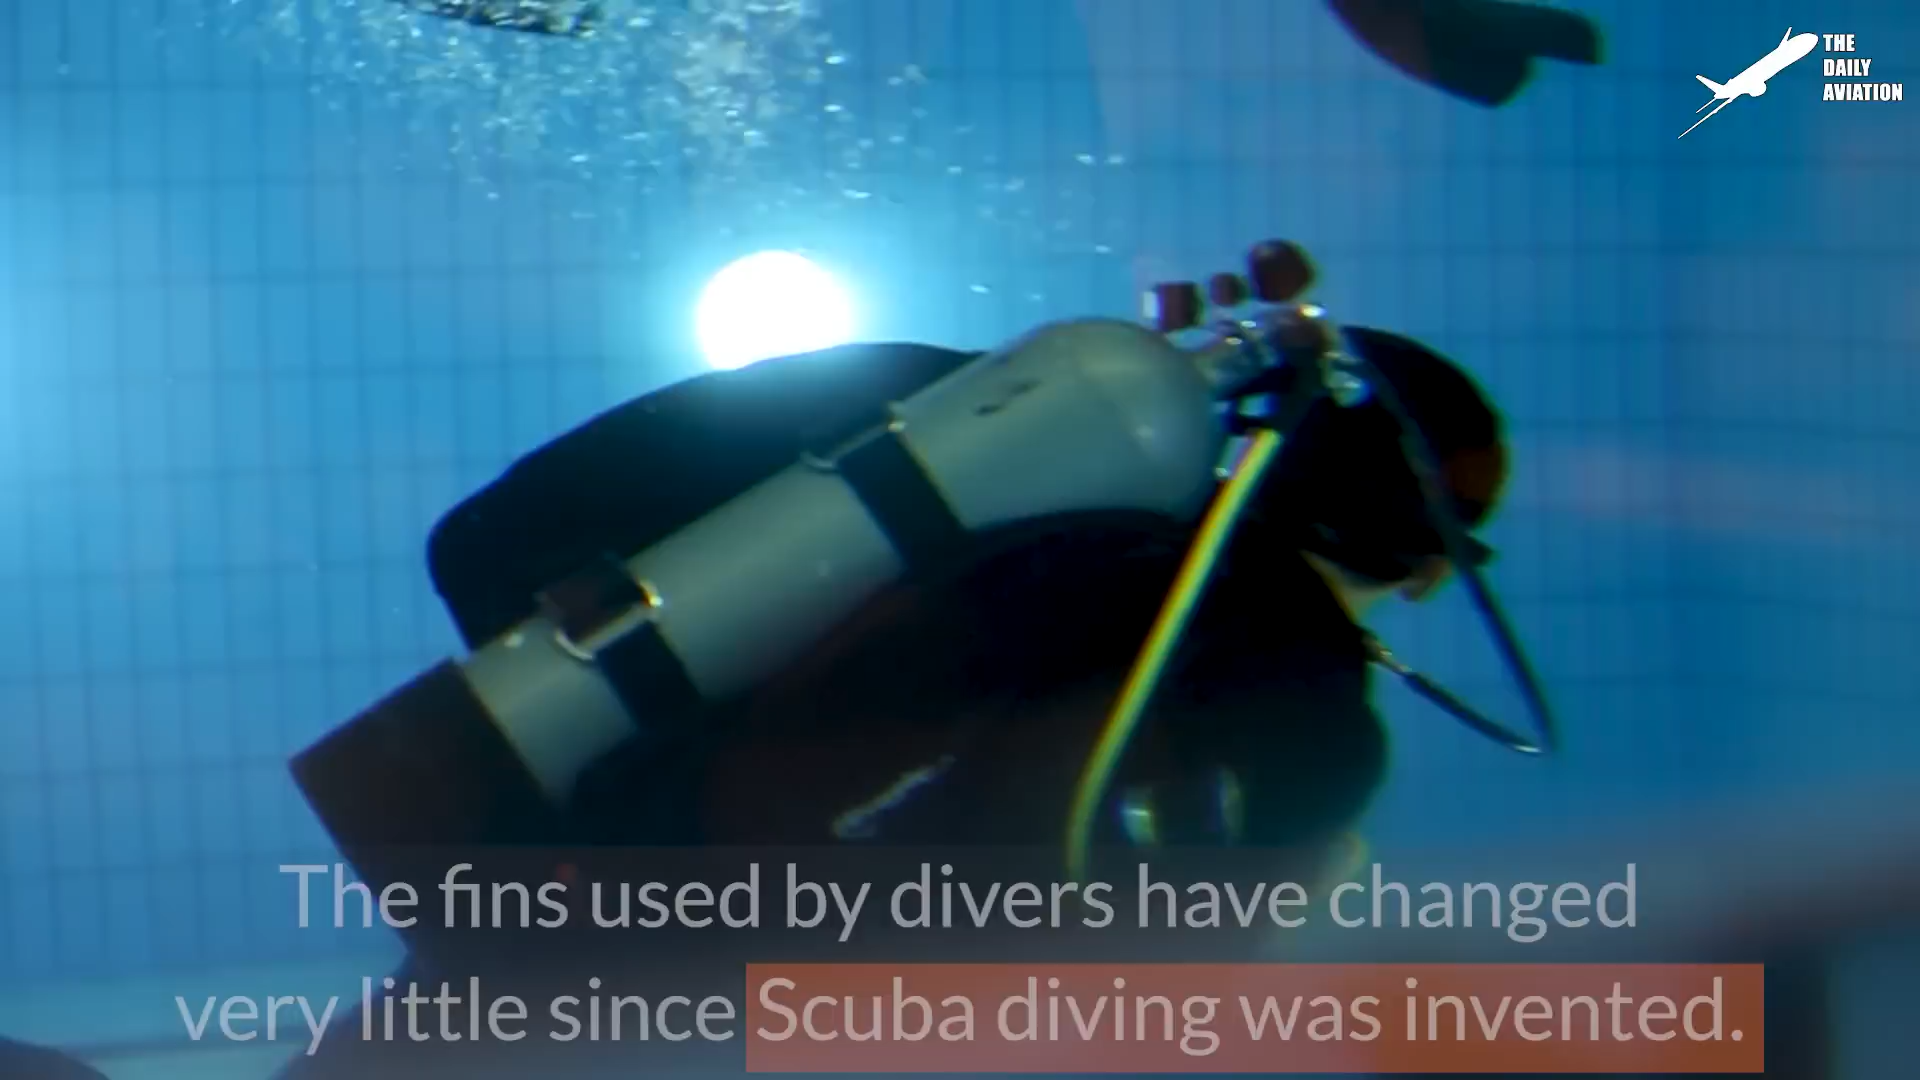 THE
DAILY
AVIATION
The fins used by divers have changed
very little since Scuba diving was invented.